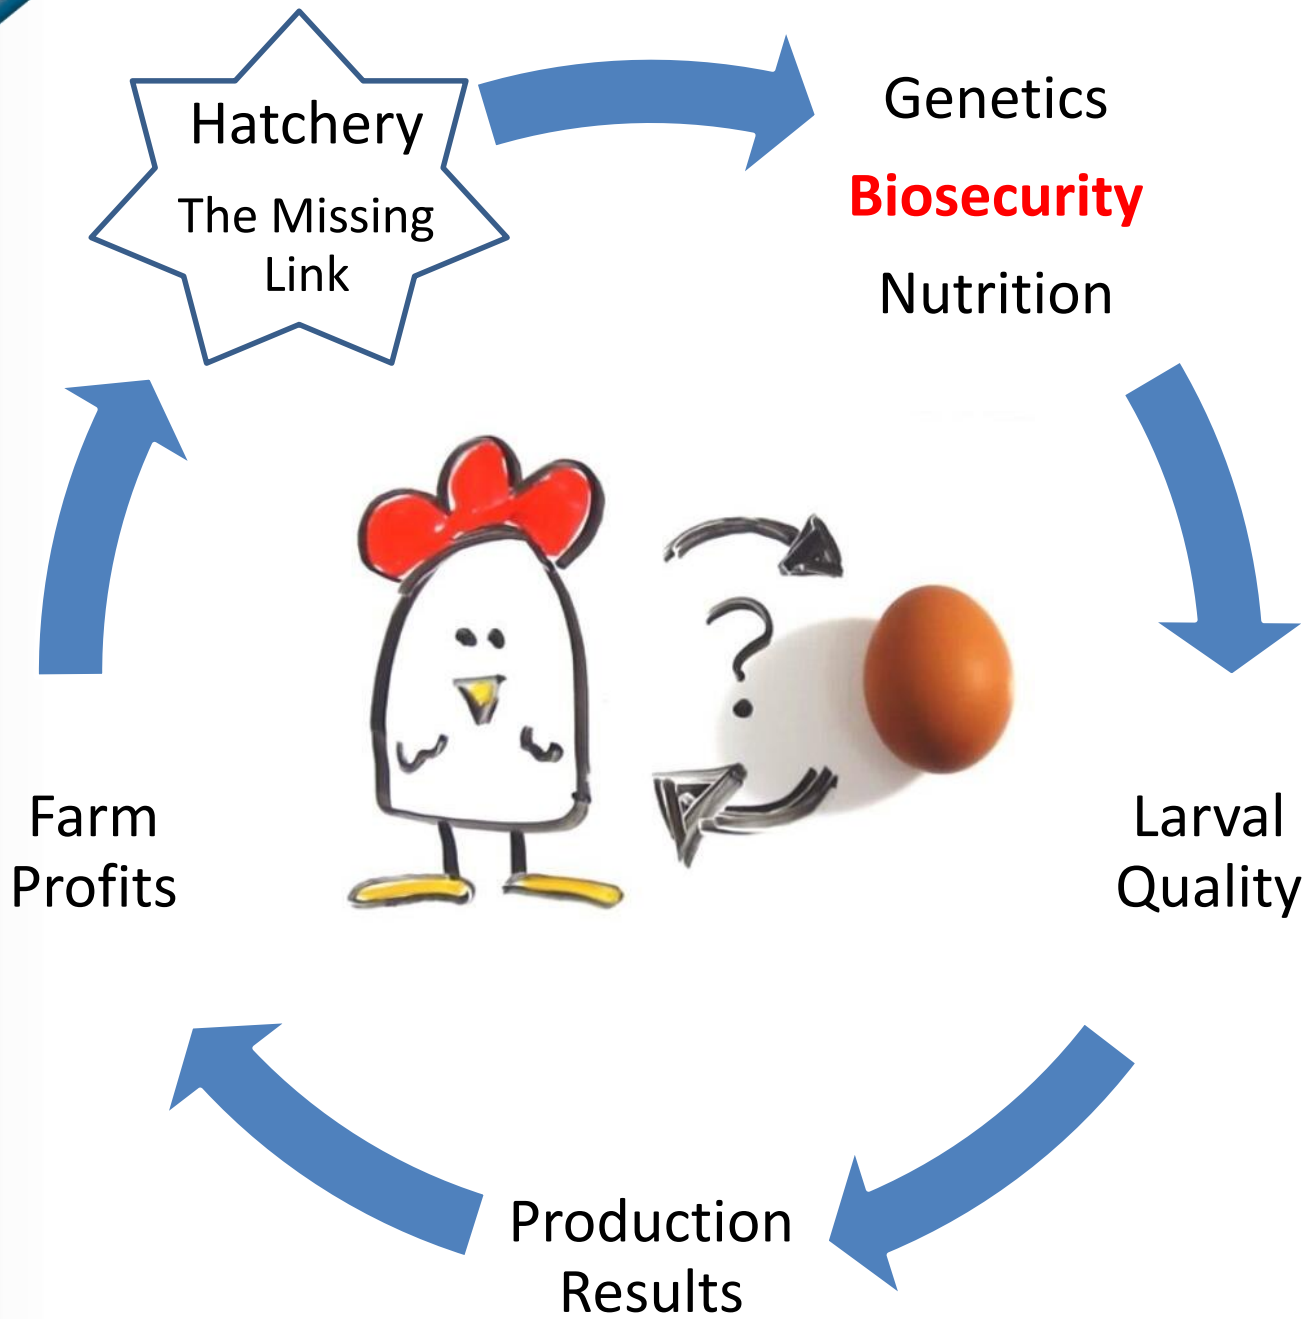 Hatchery
The Missing
Link
Genetics
Biosecurity
Nutrition
?
Larval
Quality
Production
Results
Farm
Profits